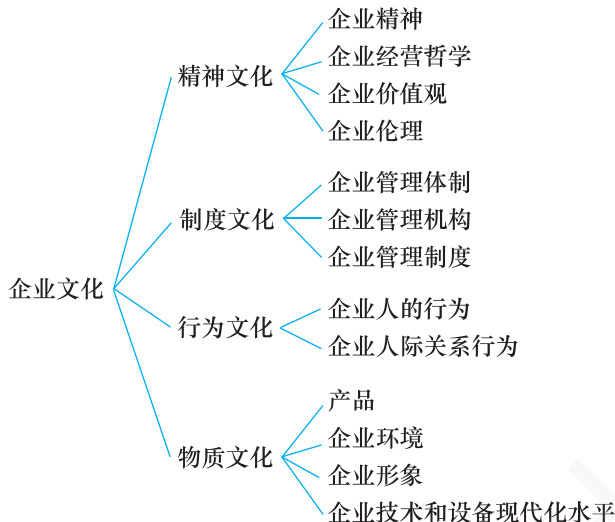 企业文化
精神文化
企业精神
企业经营哲学
企业价值观
企业伦理
制度文化
企业管理体制
企业管理机构
企业管理制度
行为文化
企业人的行为
企业人际关系行为
物质文化
产品
企业环境
企业形象
企业技术和设备现代化水平